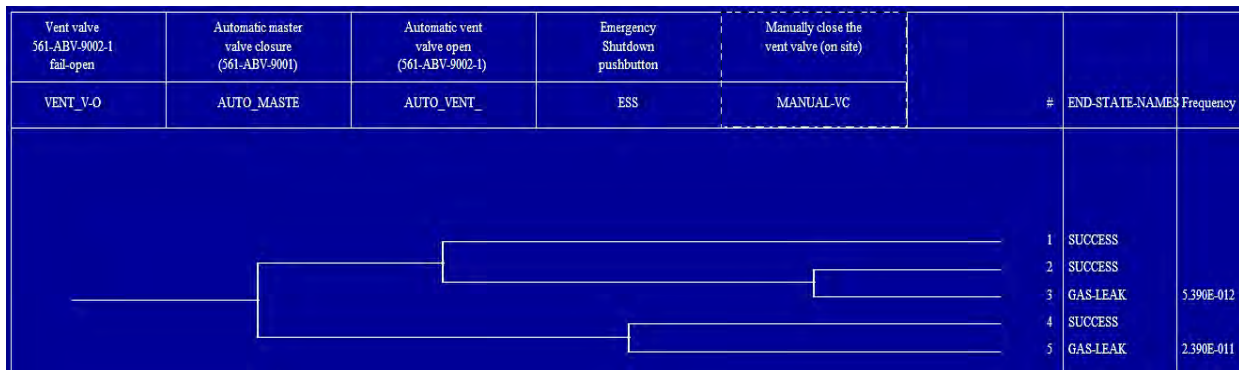 Vent valve
561-ABV-9002-1
fail-open
Automatic master
valve closure
(561-ABV-9001)
Automatic vent
valve open
(561-ABV-9002-1)
Emergency
Shutdown
pushbutton
Manually close the
vent valve (on site)
VENT_V-O
AUTO_MASTE
AUTO_VENT_
ESS
MANUAL-VC
# END-STATE-NAMES Frequency
1 SUCCESS
2 SUCCESS
3 GAS-LEAK 5.390E-012
4 SUCCESS
5 GAS-LEAK 2.390E-011